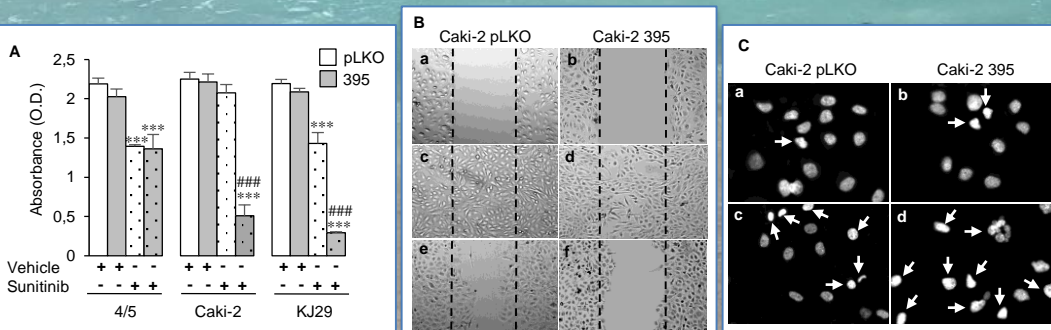 A
Absorbance (O.D.)
2,5
2
1,5
1
0,5
0
pLKO
395
*** ***
### ***
***
### ***
Vehicle + + - - + + - - + + - -
Sunitinib - - + + - - + + - - + +
4/5 Caki-2 KJ29
B
Caki-2 pLKO Caki-2 395
a b
c d
e f
C
Caki-2 pLKO Caki-2 395
a b
c d